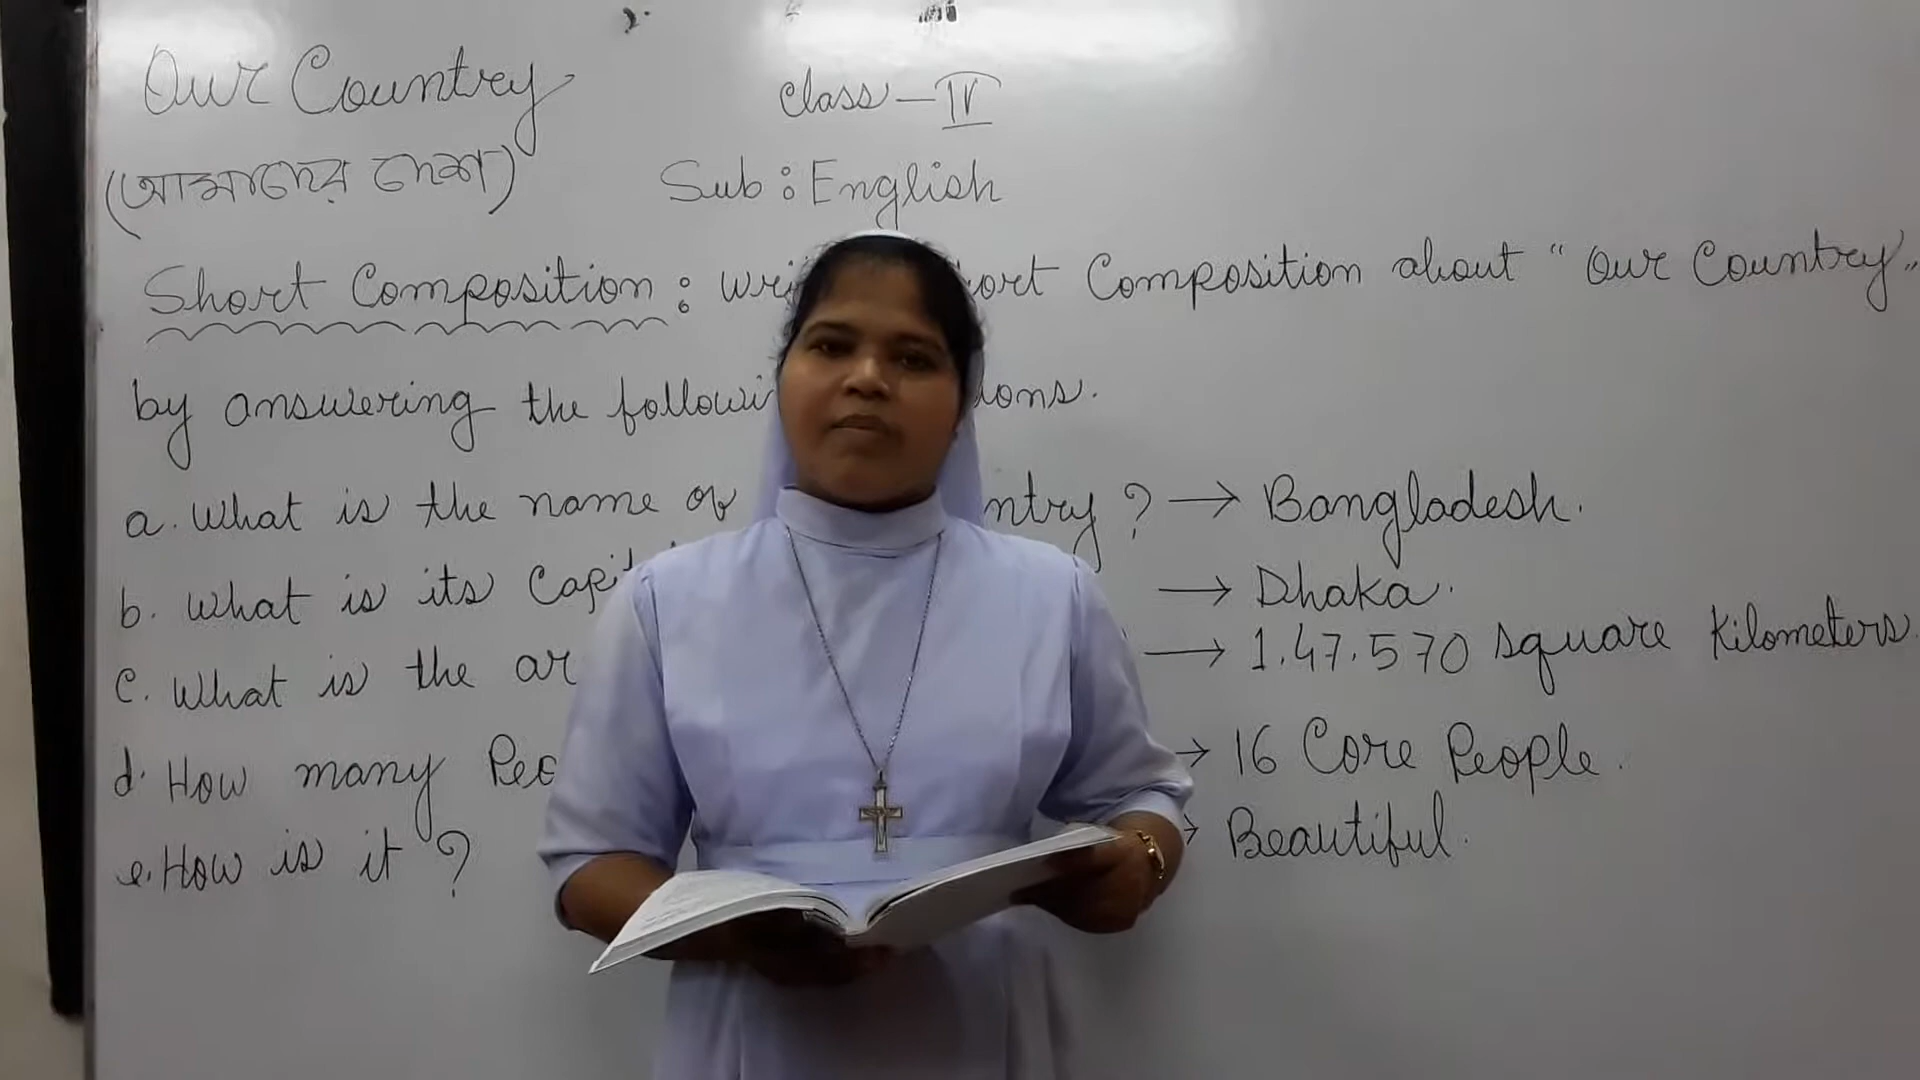 Our Country
Class - IV
(আমাদের দেশ)
Sub : English
Short Composition : wri ort Composition about "Our Country"
by answering the followi ions.
a. What is the name of ntry ? → Bangladesh.
b. What is its Capi → Dhaka.
c. What is the ar → 1.47.570 square Kilometers.
d. How many Peo → 16 Core People.
e. How is it ? → Beautiful.